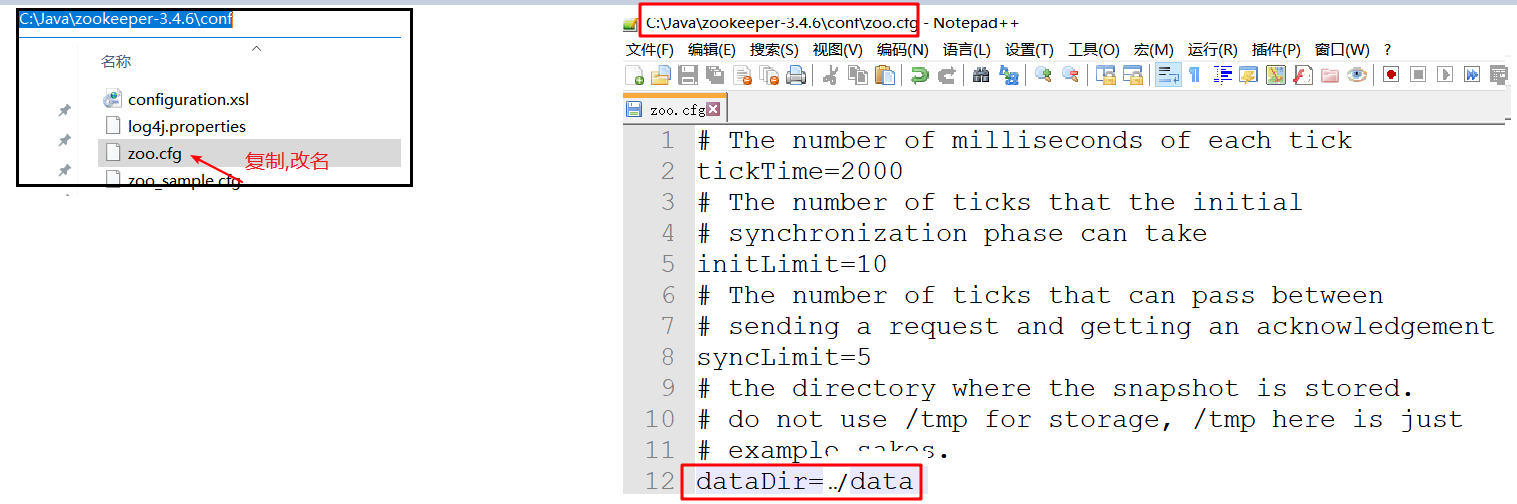 C:\Java\zookeeper-3.4.6\conf
名称
configuration.xsl
log4j.properties
zoo.cfg
复制,改名
zoo_sample.cfg
C:\Java\zookeeper-3.4.6\conf\zoo.cfg - Notepad++
文件(F) 编辑(E) 搜索(S) 视图(V) 编码(N) 语言(L) 设置(T) 工具(O) 宏(M) 运行(R) 插件(P) 窗口(W) ?
zoo.cfg
1 # The number of milliseconds of each tick
2 tickTime=2000
3 # The number of ticks that the initial
4 # synchronization phase can take
5 initLimit=10
6 # The number of ticks that can pass between
7 # sending a request and getting an acknowledgement
8 syncLimit=5
9 # the directory where the snapshot is stored.
10 # do not use /tmp for storage, /tmp here is just
11 # example sakes.
12 dataDir=../data